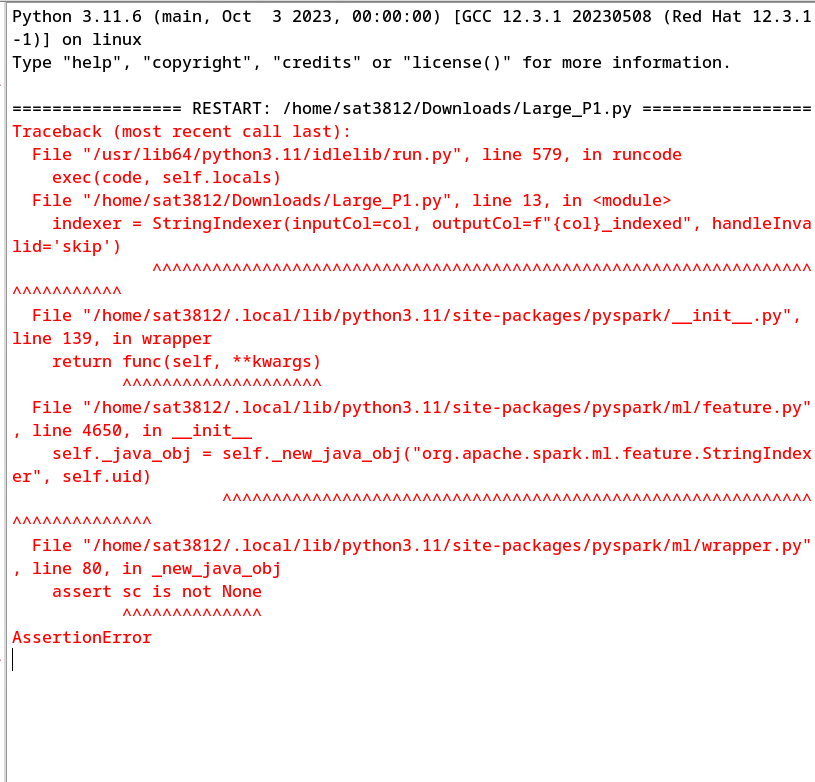 Python 3.11.6 (main, Oct  3 2023, 00:00:00) [GCC 12.3.1 20230508 (Red Hat 12.3.1
-1)] on linux
Type "help", "copyright", "credits" or "license()" for more information.
================= RESTART: /home/sat3812/Downloads/Large_P1.py =================
Traceback (most recent call last):
  File "/usr/lib64/python3.11/idlelib/run.py", line 579, in runcode
    exec(code, self.locals)
  File "/home/sat3812/Downloads/Large_P1.py", line 13, in <module>
    indexer = StringIndexer(inputCol=col, outputCol=f"{col}_indexed", handleInva
lid='skip')
              ^^^^^^^^^^^^^^^^^^^^^^^^^^^^^^^^^^^^^^^^^^^^^^^^^^^^^^^^^^^^^^^^^^
^^^^^^^^^^^
  File "/home/sat3812/.local/lib/python3.11/site-packages/pyspark/__init__.py",
line 139, in wrapper
    return func(self, **kwargs)
           ^^^^^^^^^^^^^^^^^^^^
  File "/home/sat3812/.local/lib/python3.11/site-packages/pyspark/ml/feature.py"
, line 4650, in __init__
    self._java_obj = self._new_java_obj("org.apache.spark.ml.feature.StringIndex
er", self.uid)
                     ^^^^^^^^^^^^^^^^^^^^^^^^^^^^^^^^^^^^^^^^^^^^^^^^^^^^^^^^^^^
^^^^^^^^^^^^^^
  File "/home/sat3812/.local/lib/python3.11/site-packages/pyspark/ml/wrapper.py"
, line 80, in _new_java_obj
    assert sc is not None
           ^^^^^^^^^^^^^^
AssertionError